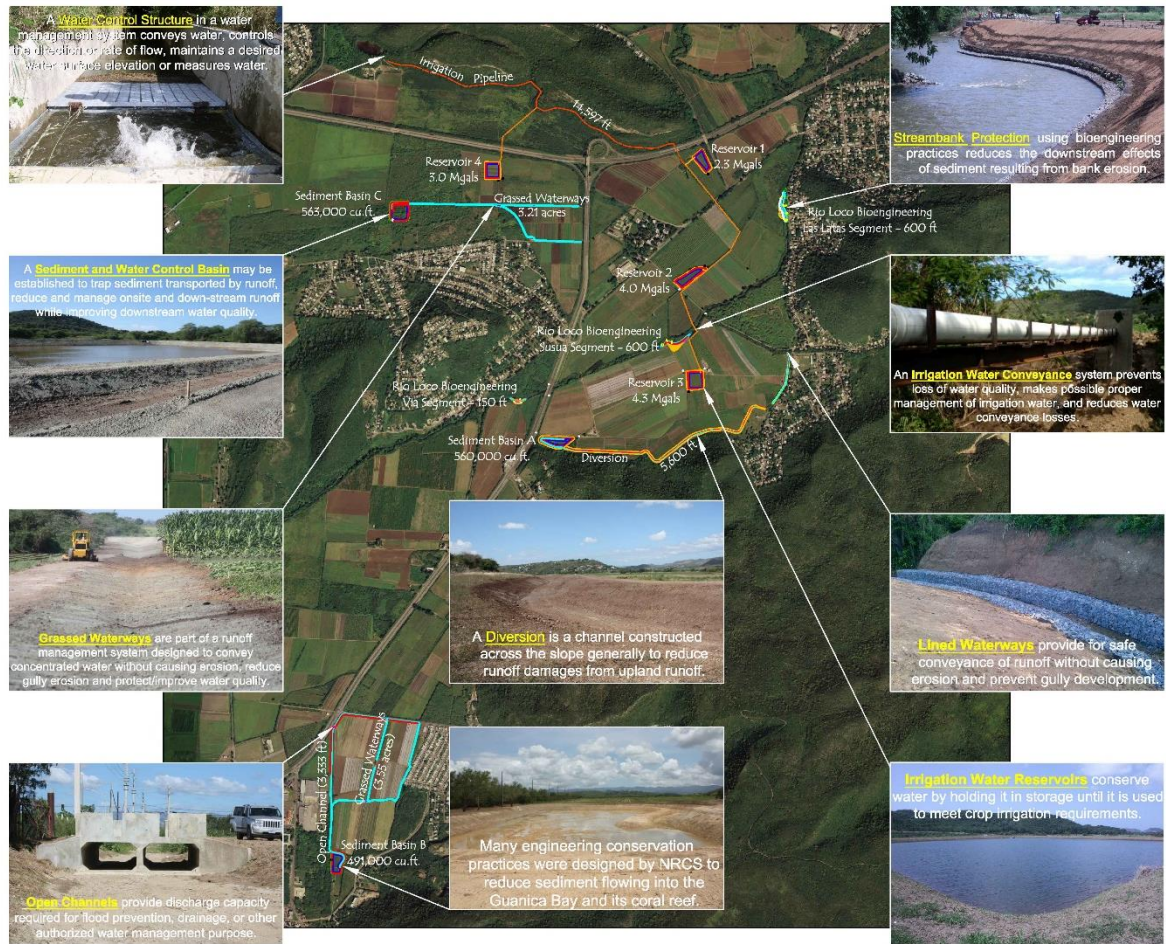 A Water Control Structure in a water
management system conveys water, controls
the direction or rate of flow, maintains a desired
water surface elevation or measures water.
Irrigation Pipeline
14,597 ft
Reservoir 4
3.0 Mgals
Reservoir 1
2.3 Mgals
Streambank Protection using bioengineering
practices reduces the downstream effects
of sediment resulting from bank erosion.
Sediment Basin C
563,000 cu.ft.
Grassed Waterways
3.21 acres
Rio Loco Bioengineering
Las Latas Segment - 600 ft
A Sediment and Water Control Basin may be
established to trap sediment transported by runoff,
reduce and manage onsite and down-stream runoff
while improving downstream water quality.
Reservoir 2
4.0 Mgals
Rio Loco Bioengineering
Susua Segment - 600 ft
An Irrigation Water Conveyance system prevents
loss of water quality, makes possible proper
management of irrigation water, and reduces water
conveyance losses.
Reservoir 3
4.3 Mgals
Rio Loco Bioengineering
Via Segment - 150 ft
Sediment Basin A
560,000 cu.ft.
Diversion
5,600 ft
Grassed Waterways are part of a runoff
management system designed to convey
concentrated water without causing erosion, reduce
gully erosion and protect/improve water quality.
A Diversion is a channel constructed
across the slope generally to reduce
runoff damages from upland runoff.
Lined Waterways provide for safe
conveyance of runoff without causing
erosion and prevent gully development.
Open Channel (3,333 ft)
Grassed Waterways
(3.55 acres)
Sediment Basin B
491,000 cu.ft.
Open Channels provide discharge capacity
required for flood prevention, drainage, or other
authorized water management purpose.
Many engineering conservation
practices were designed by NRCS to
reduce sediment flowing into the
Guanica Bay and its coral reef.
Irrigation Water Reservoirs conserve
water by holding it in storage until it is used
to meet crop irrigation requirements.